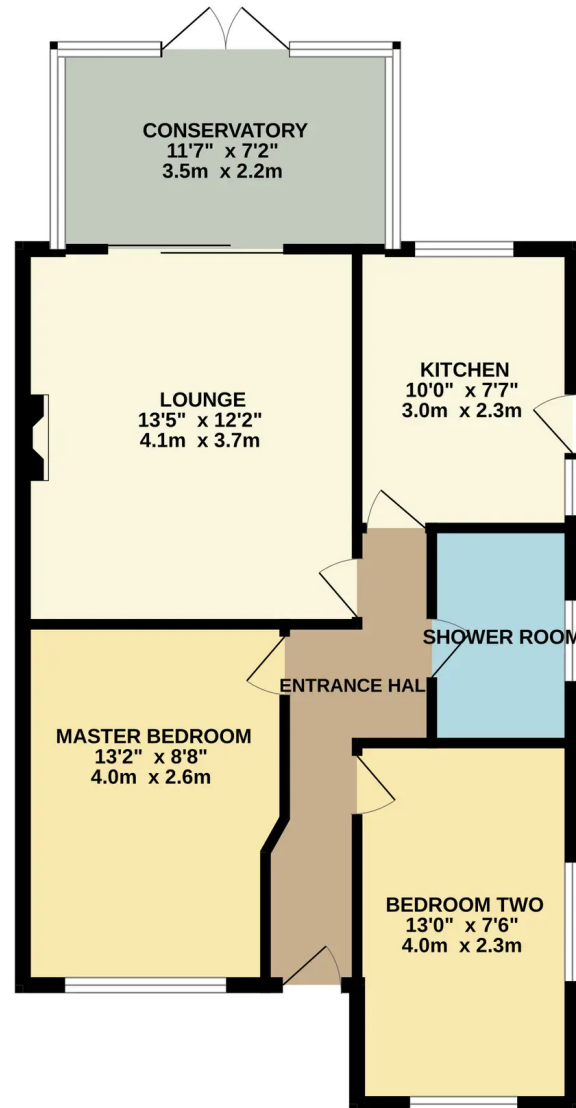 CONSERVATORY
11'7" x 7'2"
3.5m x 2.2m
LOUNGE
13'5" x 12'2"
4.1m x 3.7m
KITCHEN
10'0" x 7'7"
3.0m x 2.3m
SHOWER ROOM
ENTRANCE HAL
MASTER BEDROOM
13'2" x 8'8"
4.0m x 2.6m
BEDROOM TWO
13'0" x 7'6"
4.0m x 2.3m